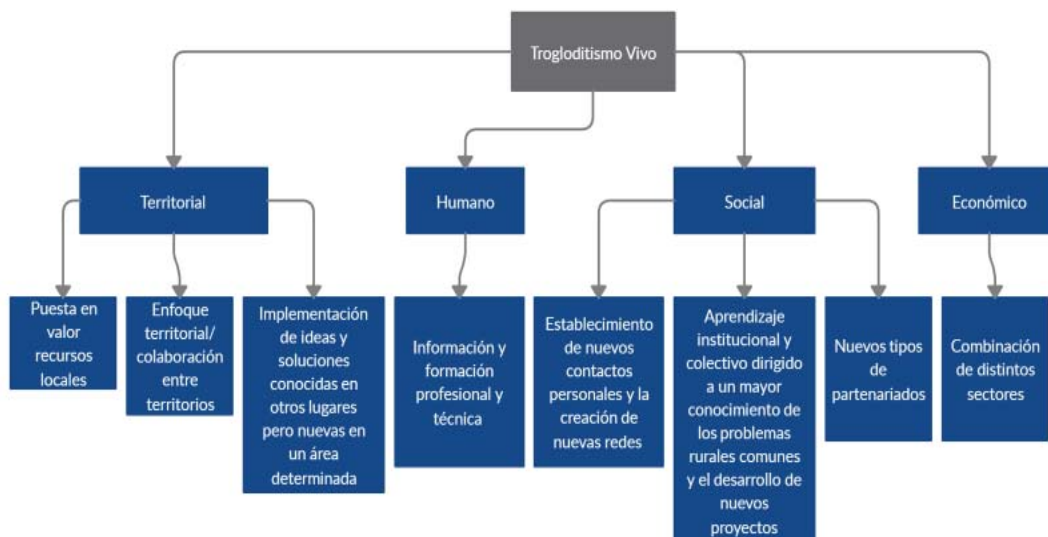 Trogloditismo Vivo
Territorial
Humano
Social
Económico
Puesta en
valor
recursos
locales
Enfoque
territorial/
colaboración
entre
territorios
Implementación
de ideas y
soluciones
conocidas en
otros lugares
pero nuevas en
un área
determinada
Información y
formación
profesional y
técnica
Establecimiento
de nuevos
contactos
personales y la
creación de
nuevas redes
Aprendizaje
institucional y
colectivo dirigido
a un mayor
conocimiento de
los problemas
rurales comunes
y el desarrollo de
nuevos
proyectos
Nuevos tipos
de
partenariados
Combinación
de distintos
sectores